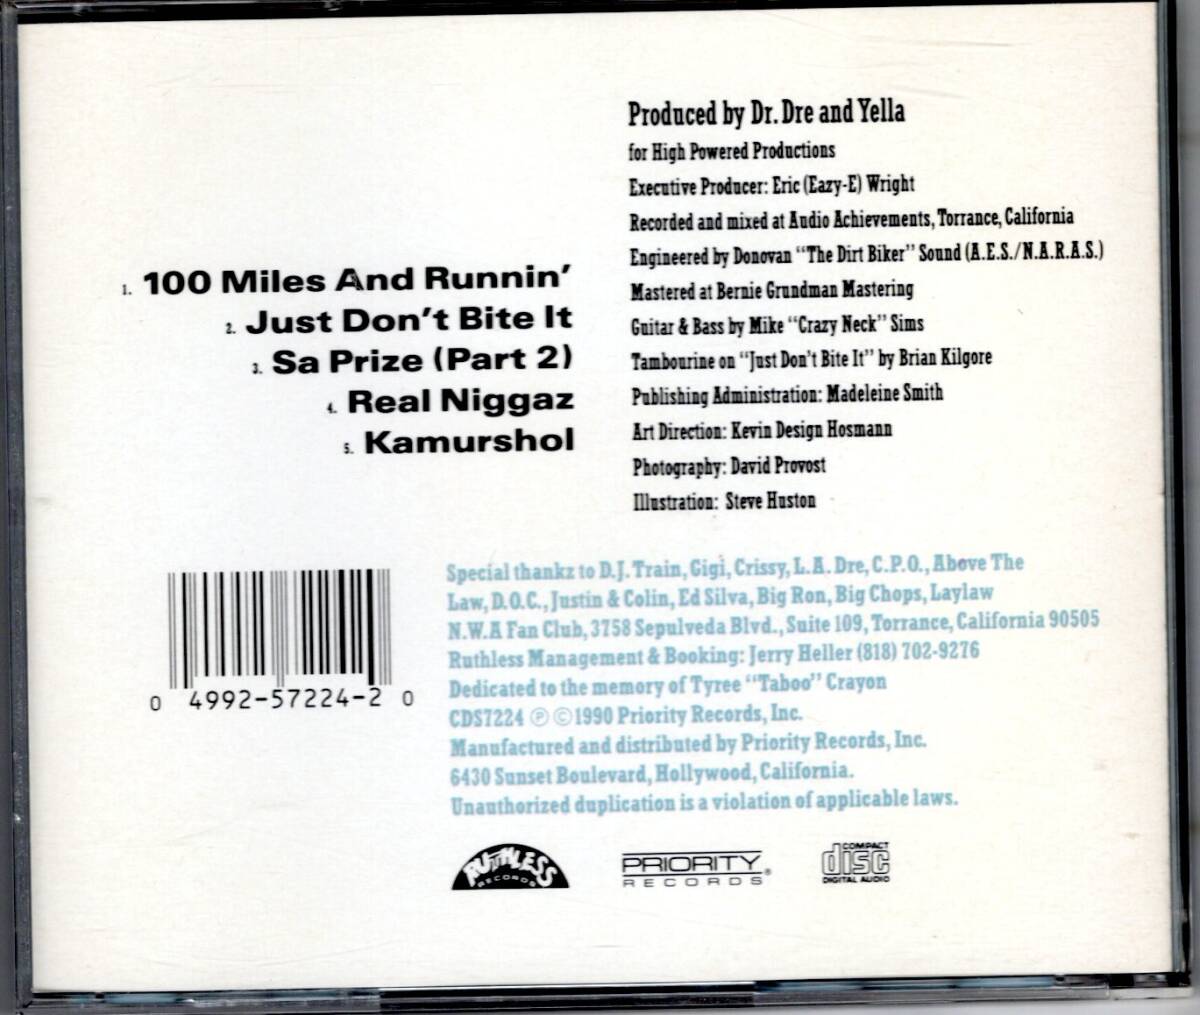 1. 100 Miles And Runnin'
2. Just Don't Bite It
3. Sa Prize (Part 2)
4. Real Niggaz
5. Kamurshol
Produced by Dr. Dre and Yella
for High Powered Productions
Executive Producer: Eric (Eazy-E) Wright
Recorded and mixed at Audio Achievements, Torrance, California
Engineered by Donovan "The Dirt Biker" Sound (A.E.S./N.A.R.A.S.)
Mastered at Bernie Grundman Mastering
Guitar & Bass by Mike "Crazy Neck" Sims
Tambourine on "Just Don't Bite It" by Brian Kilgore
Publishing Administration: Madeleine Smith
Art Direction: Kevin Design Hosmann
Photography: David Provost
Illustration: Steve Huston
Special thankz to D.J. Train, Gigi, Crissy, L.A. Dre, C.P.O., Above The
Law, D.O.C., Justin & Colin, Ed Silva, Big Ron, Big Chops, Laylaw
N.W.A Fan Club, 3758 Sepulveda Blvd., Suite 109, Torrance, California 90505
Ruthless Management & Booking: Jerry Heller (818) 702-9276
Dedicated to the memory of Tyree "Taboo" Crayon
CDS7224 ℗ © 1990 Priority Records, Inc.
Manufactured and distributed by Priority Records, Inc.
6430 Sunset Boulevard, Hollywood, California.
Unauthorized duplication is a violation of applicable laws.
0 4992-57224-2 0
RUTHLESS
RECORDS
PRIORITY
RECORDS ®
COMPACT
disc
DIGITAL AUDIO